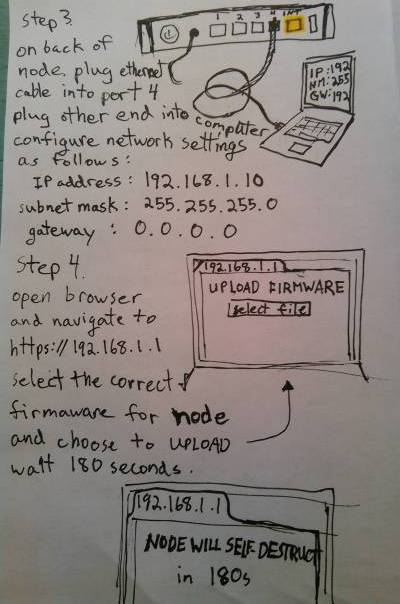 Step 3.
on back of
node, plug ethernet
cable into port 4
plug other end into computer
configure network settings
as follows:
IP address: 192.168.1.10
subnet mask: 255.255.255.0
gateway : 0.0.0.0
1 2 3 4 INT
IP:192
NM:255
GW:192
Step 4.
open browser
and navigate to
https://192.168.1.1
select the correct
firmaware for node
and choose to UPLOAD
wait 180 seconds.
192.168.1.1
UPLOAD FIRMWARE
select file
192.168.1.1
NODE WILL SELF DESTRUCT
in 180s